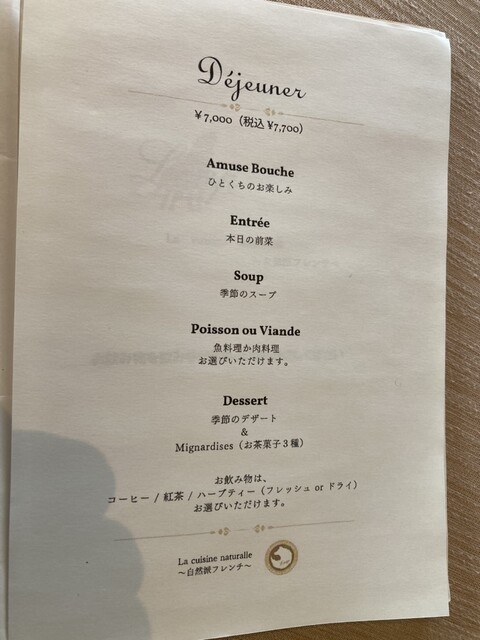 Déjeuner
¥7,000（税込 ¥7,700）
Amuse Bouche
ひとくちのお楽しみ
Entrée
本日の前菜
Soup
季節のスープ
Poisson ou Viande
魚料理か肉料理
お選びいただけます。
Dessert
季節のデザート
&
Mignardises（お茶菓子３種）
お飲み物は、
コーヒー / 紅茶 / ハーブティー（フレッシュ or ドライ）
お選びいただけます。
La cuisine naturalle
〜自然派フレンチ〜